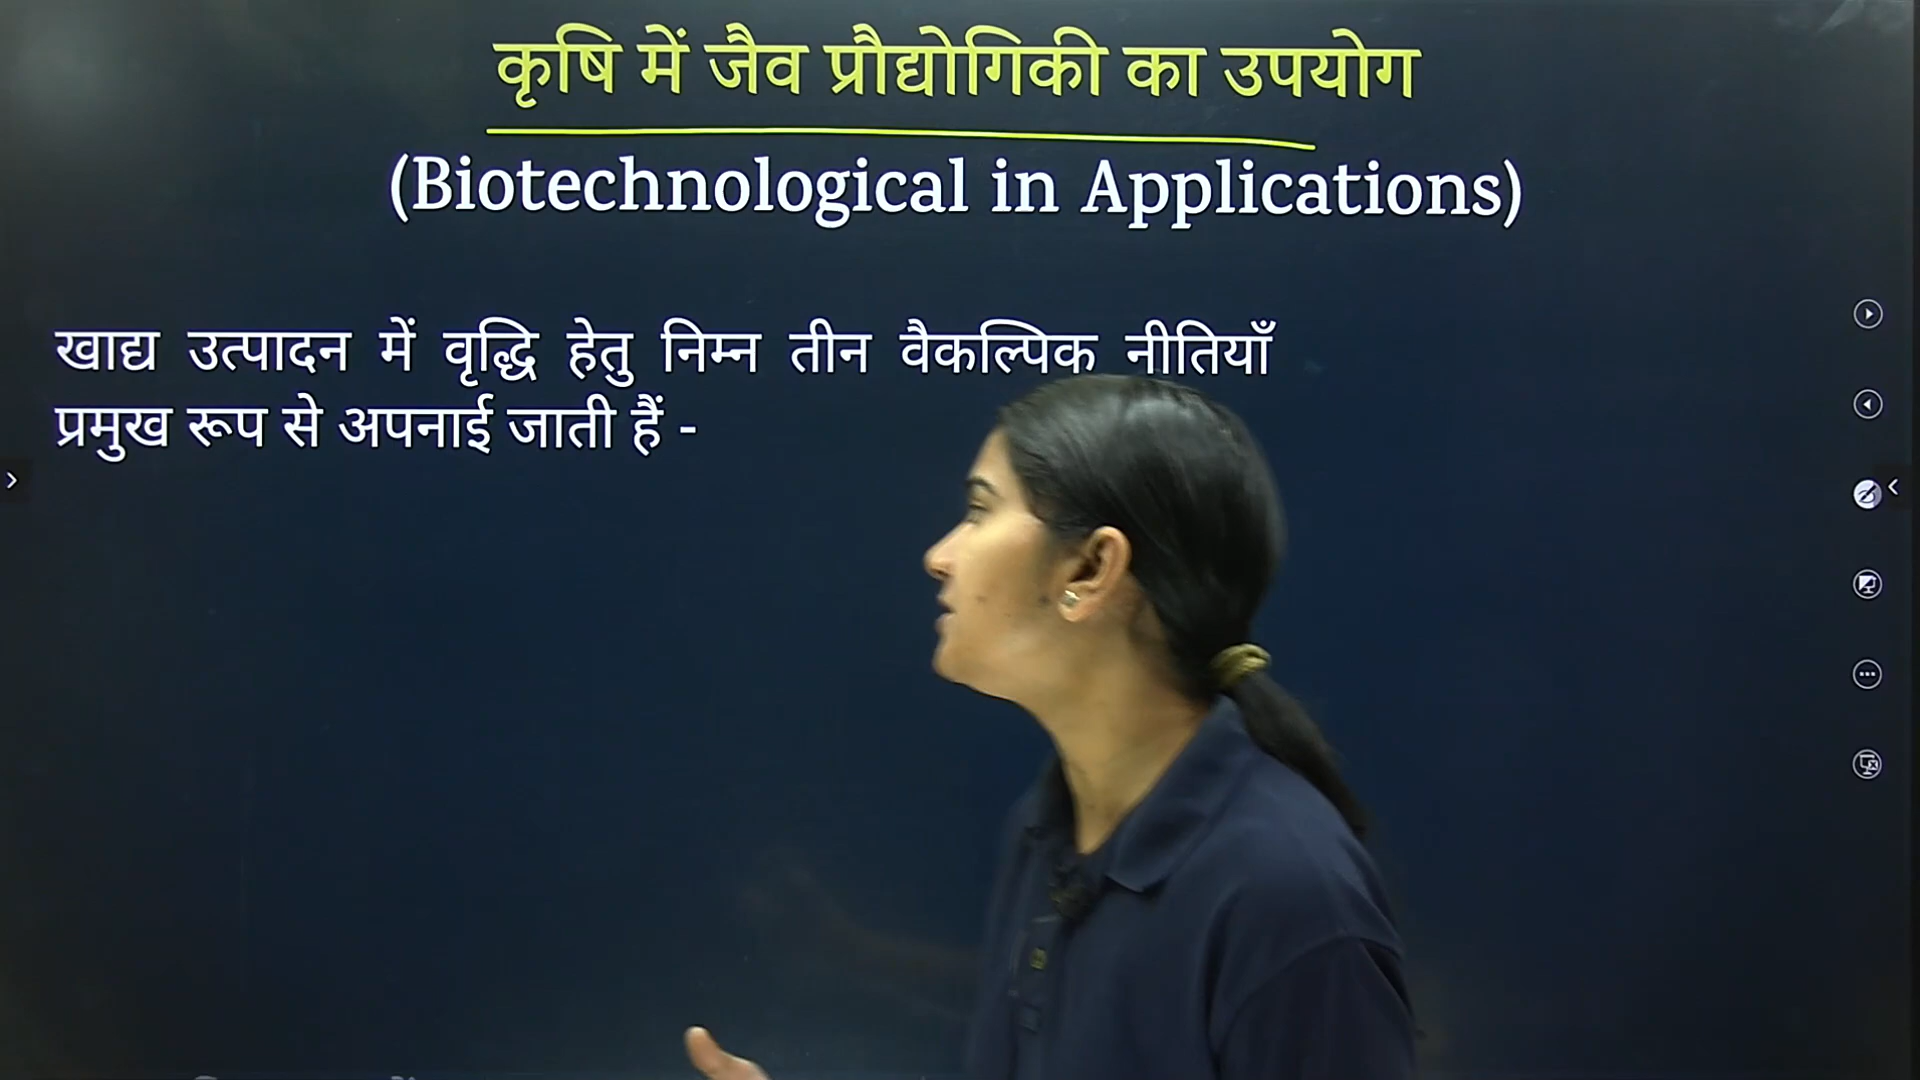 कृषि में जैव प्रौद्योगिकी का उपयोग
(Biotechnological in Applications)
खाद्य उत्पादन में वृद्धि हेतु निम्न तीन वैकल्पिक नीतियाँ
प्रमुख रूप से अपनाई जाती हैं -